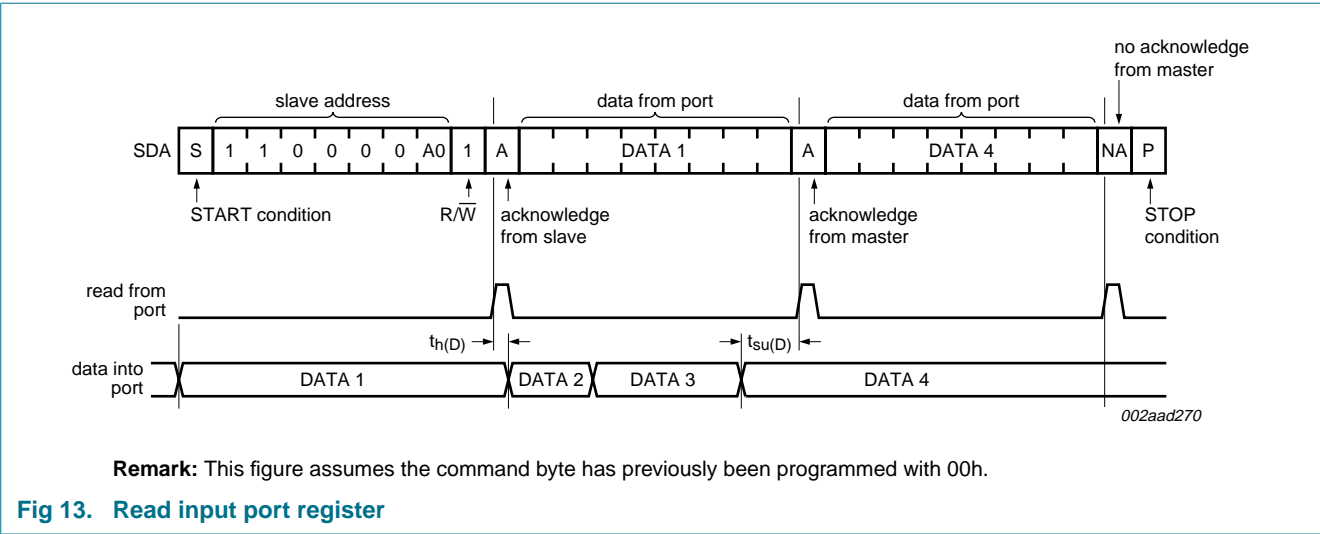 no acknowledge
from master
slave address
data from port
data from port
SDA S 1 1 0 0 0 0 A0 1 A DATA 1 A DATA 4 NA P
START condition
R/W̅
acknowledge
from slave
acknowledge
from master
STOP
condition
read from
port
th(D)
tsu(D)
data into
port
DATA 1 DATA 2 DATA 3 DATA 4
002aad270
Remark: This figure assumes the command byte has previously been programmed with 00h.
Fig 13. Read input port register